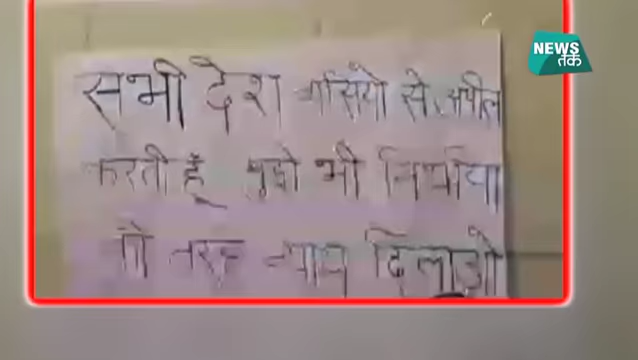 NEWS
तक
सभी देश वासियो से अपील
करती हूँ मुझे भी निर्भया
की तरह न्याय दिलाओ